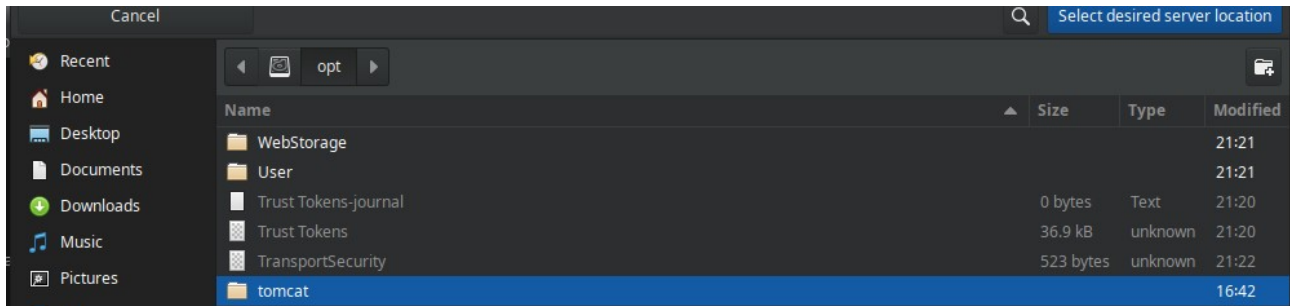 Cancel
Select desired server location
Recent
Home
Desktop
Documents
Downloads
Music
Pictures
opt
Name Size Type Modified
WebStorage 21:21
User 21:21
Trust Tokens-journal 0 bytes Text 21:20
Trust Tokens 36.9 kB unknown 21:20
TransportSecurity 523 bytes unknown 21:22
tomcat 16:42